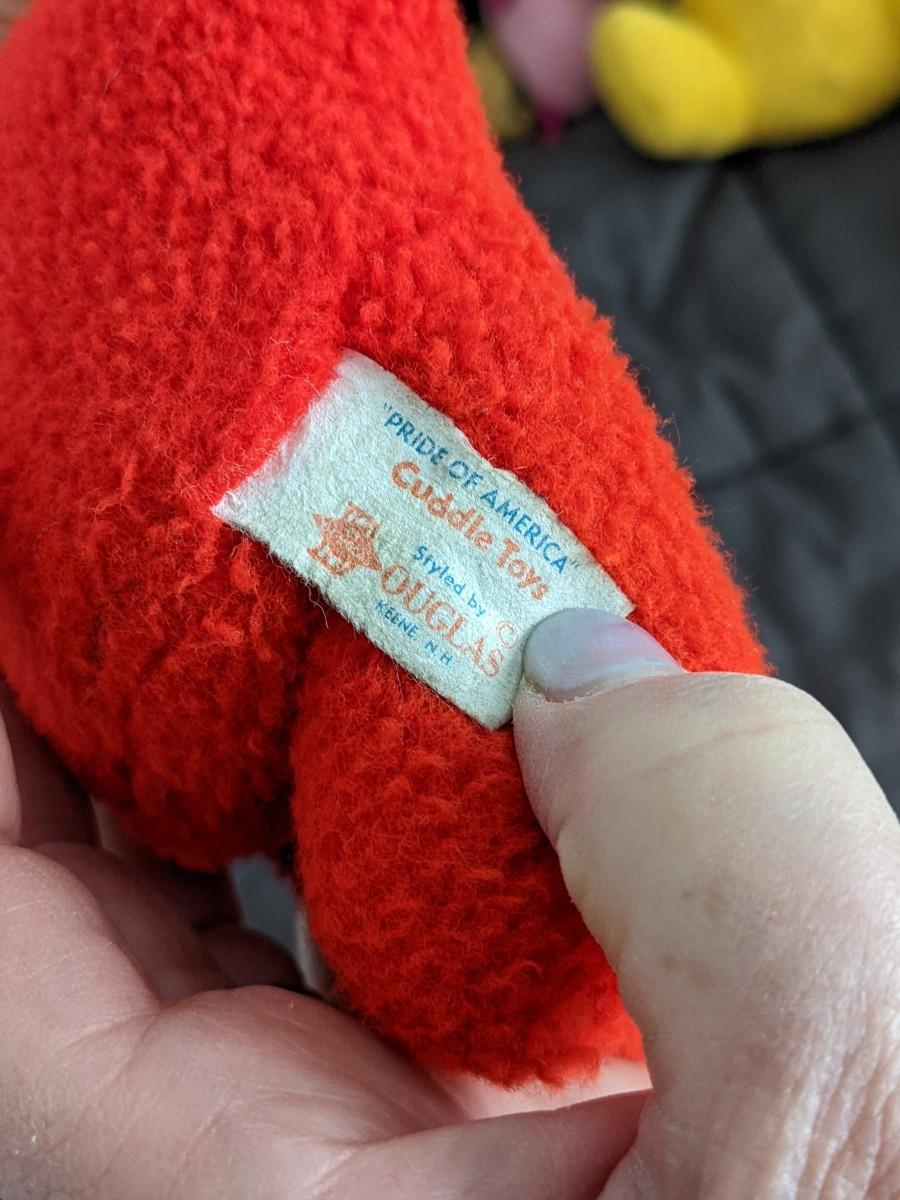 "PRIDE OF AMERICA"
Cuddle Toys
Styled by ©
DOUGLAS
KEENE N.H